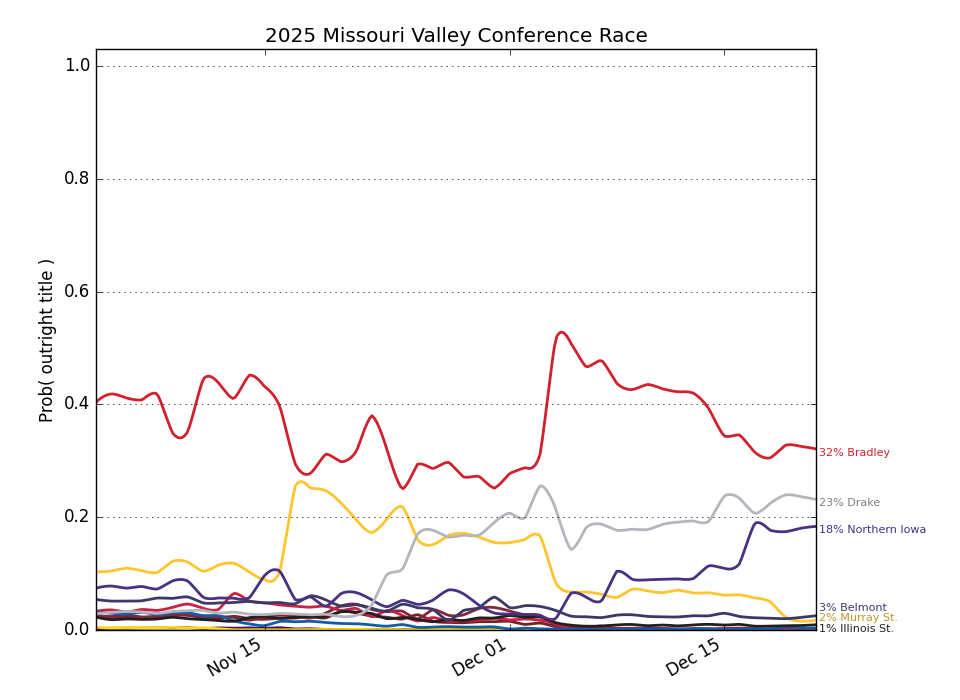 2025 Missouri Valley Conference Race
1.0
0.8
0.6
0.4
0.2
0.0
Prob( outright title )
Nov 15
Dec 01
Dec 15
32% Bradley
23% Drake
18% Northern Iowa
3% Belmont
2% Murray St.
1% Illinois St.